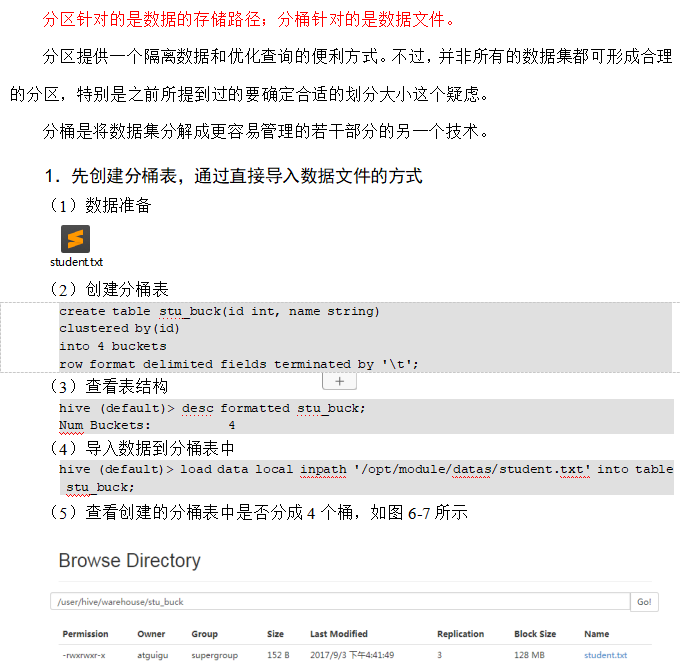 分区针对的是数据的存储路径；分桶针对的是数据文件。
分区提供一个隔离数据和优化查询的便利方式。不过，并非所有的数据集都可形成合理
的分区，特别是之前所提到过的要确定合适的划分大小这个疑虑。
分桶是将数据集分解成更容易管理的若干部分的另一个技术。
1．先创建分桶表，通过直接导入数据文件的方式
（1）数据准备
student.txt
（2）创建分桶表
create table stu_buck(id int, name string)
clustered by(id)
into 4 buckets
row format delimited fields terminated by '\t';
（3）查看表结构
hive (default)> desc formatted stu_buck;
Num Buckets: 4
（4）导入数据到分桶表中
hive (default)> load data local inpath '/opt/module/datas/student.txt' into table
stu_buck;
（5）查看创建的分桶表中是否分成 4 个桶，如图 6-7 所示
Browse Directory
/user/hive/warehouse/stu_buck Go!
Permission Owner Group Size Last Modified Replication Block Size Name
-rwxrwxr-x atguigu supergroup 152 B 2017/9/3 下午4:41:49 3 128 MB student.txt